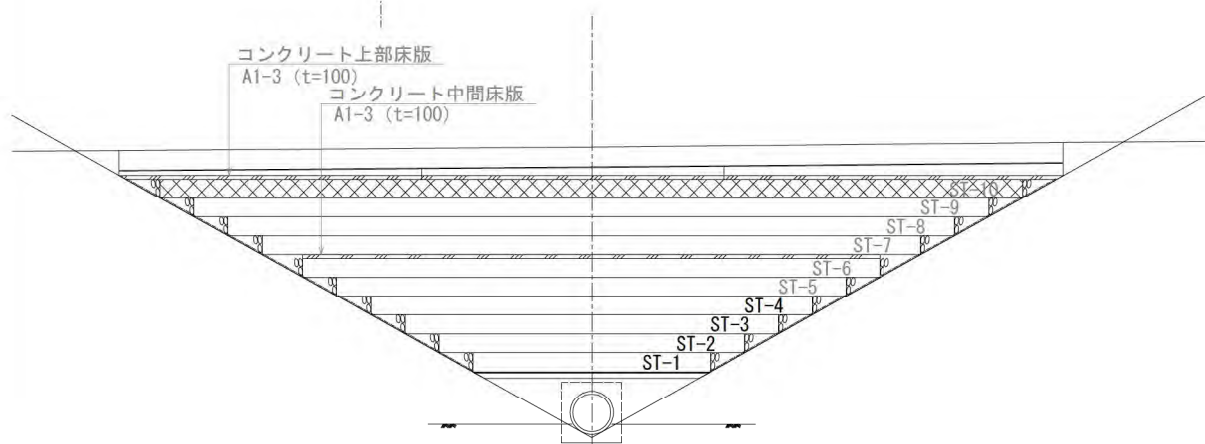 コンクリート上部床版
A1-3 (t=100)
コンクリート中間床版
A1-3 (t=100)
ST-10
ST-9
ST-8
ST-7
ST-6
ST-5
ST-4
ST-3
ST-2
ST-1